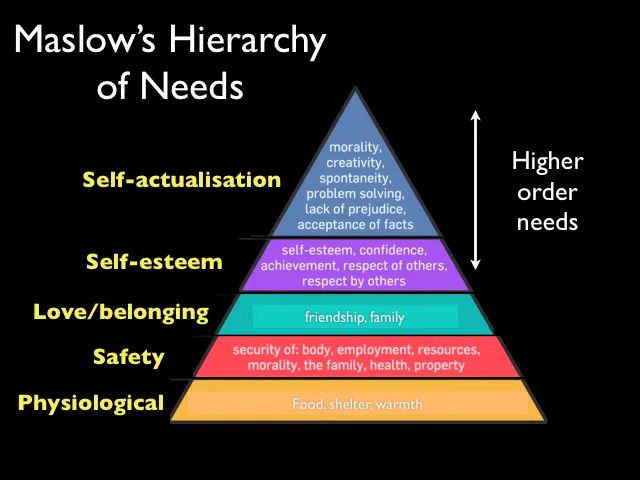 Maslow's Hierarchy
of Needs
Self-actualisation
morality,
creativity,
spontaneity,
problem solving,
lack of prejudice,
acceptance of facts
Higher
order
needs
Self-esteem
self-esteem, confidence,
achievement, respect of others,
respect by others
Love/belonging
friendship, family
Safety
security of: body, employment, resources,
morality, the family, health, property
Physiological
Food, shelter, warmth